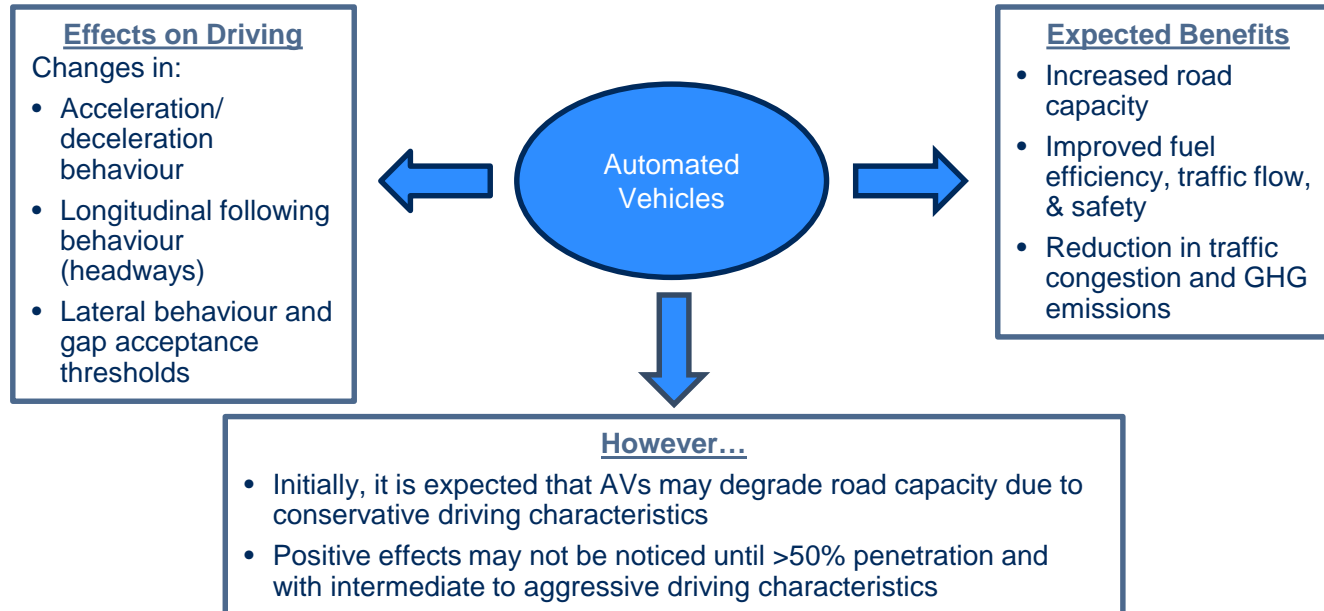 Effects on Driving
Changes in:
• Acceleration/
deceleration
behaviour
• Longitudinal following
behaviour
(headways)
• Lateral behaviour and
gap acceptance
thresholds
Automated
Vehicles
Expected Benefits
• Increased road
capacity
• Improved fuel
efficiency, traffic flow,
& safety
• Reduction in traffic
congestion and GHG
emissions
However…
• Initially, it is expected that AVs may degrade road capacity due to
conservative driving characteristics
• Positive effects may not be noticed until >50% penetration and
with intermediate to aggressive driving characteristics